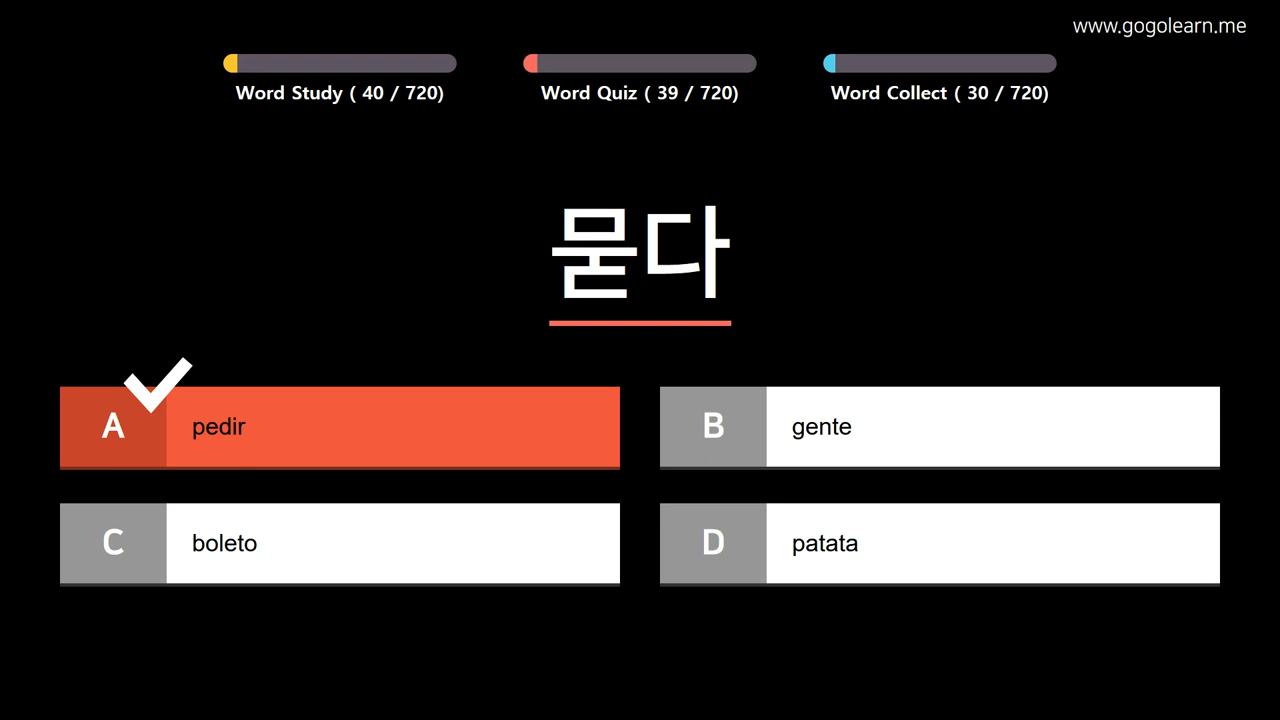 www.gogolearn.me
Word Study ( 40 / 720)
Word Quiz ( 39 / 720)
Word Collect ( 30 / 720)
묻다
A pedir
B gente
C boleto
D patata